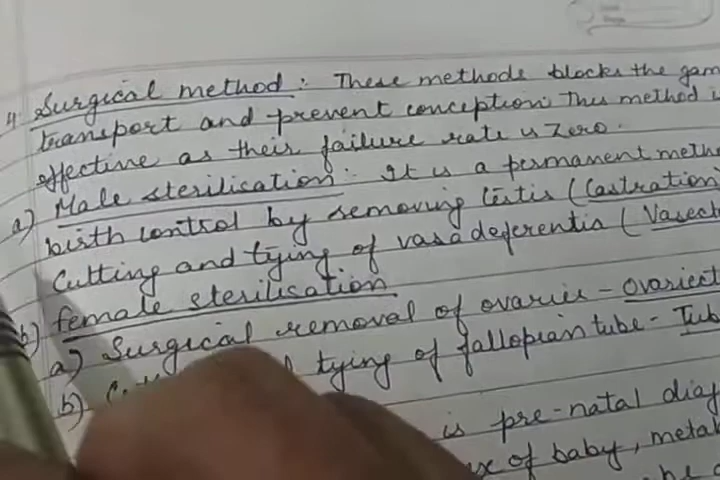 4 Surgical method : These methods blocks the gam
transport and prevent conception. This method i
effective as their failure rate is Zero.
a) Male sterilisation : It is a permanent metho
birth control by removing testis ( Castration )
Cutting and tying of vasa deferentia ( Vasect
b) female sterilisation
a) Surgical removal of ovaries - ovariect
b) tying of fallopian tube - Tub
is pre-natal diag
of baby, metab
be